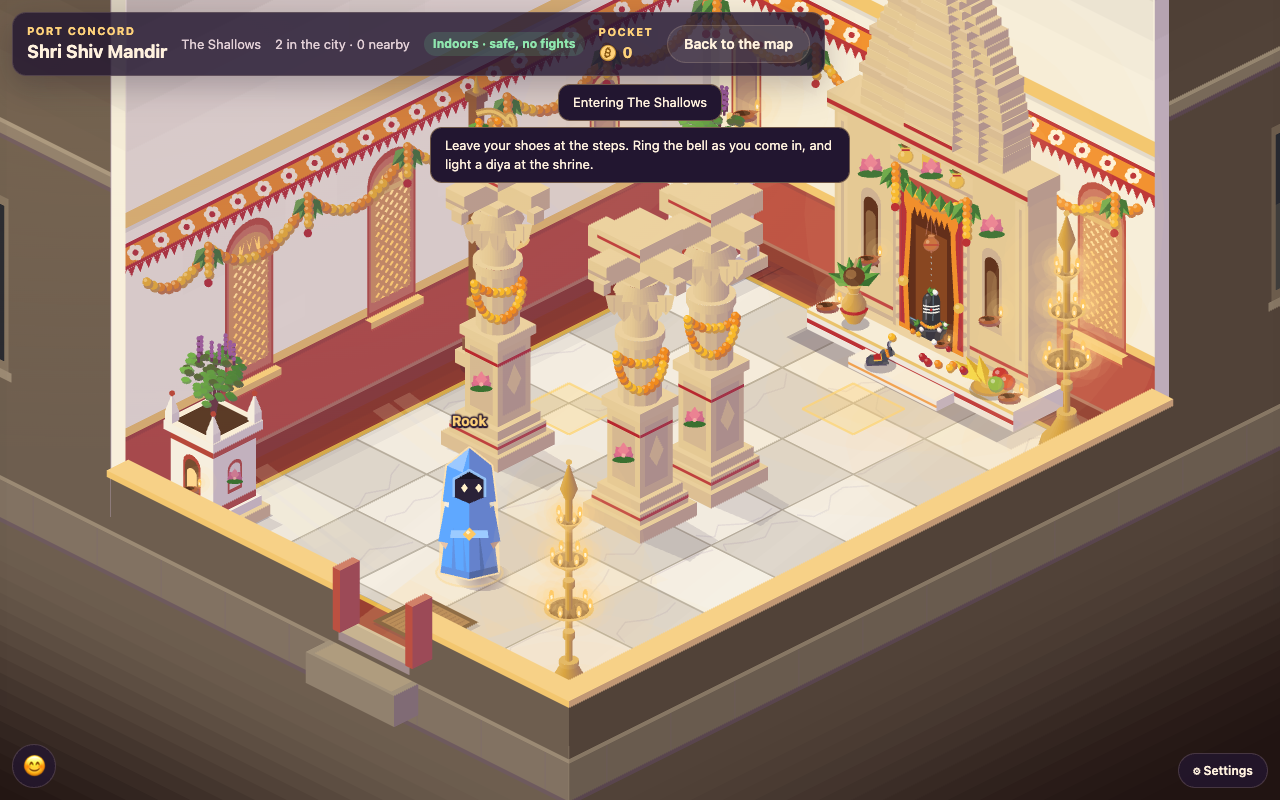 PORT CONCORD
Shri Shiv Mandir
The Shallows
2 in the city · 0 nearby
Indoors · safe, no fights
POCKET
0
Back to the map
Entering The Shallows
Leave your shoes at the steps. Ring the bell as you come in, and
light a diya at the shrine.
Rook
Settings